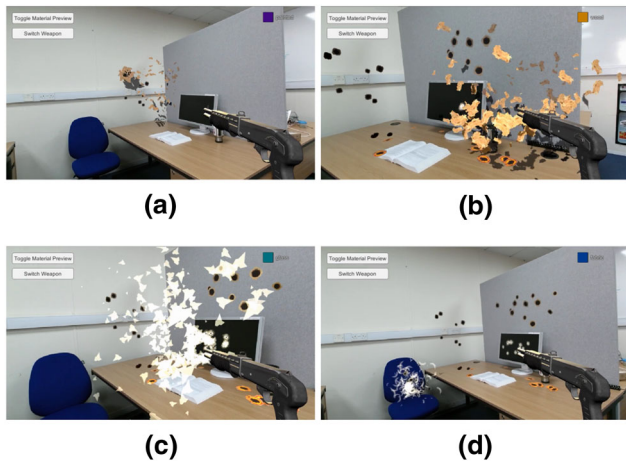 Toggle Material Preview
Switch Weapon
(a)
Toggle Material Preview
Switch Weapon
(b)
Toggle Material Preview
Switch Weapon
(c)
Toggle Material Preview
Switch Weapon
(d)